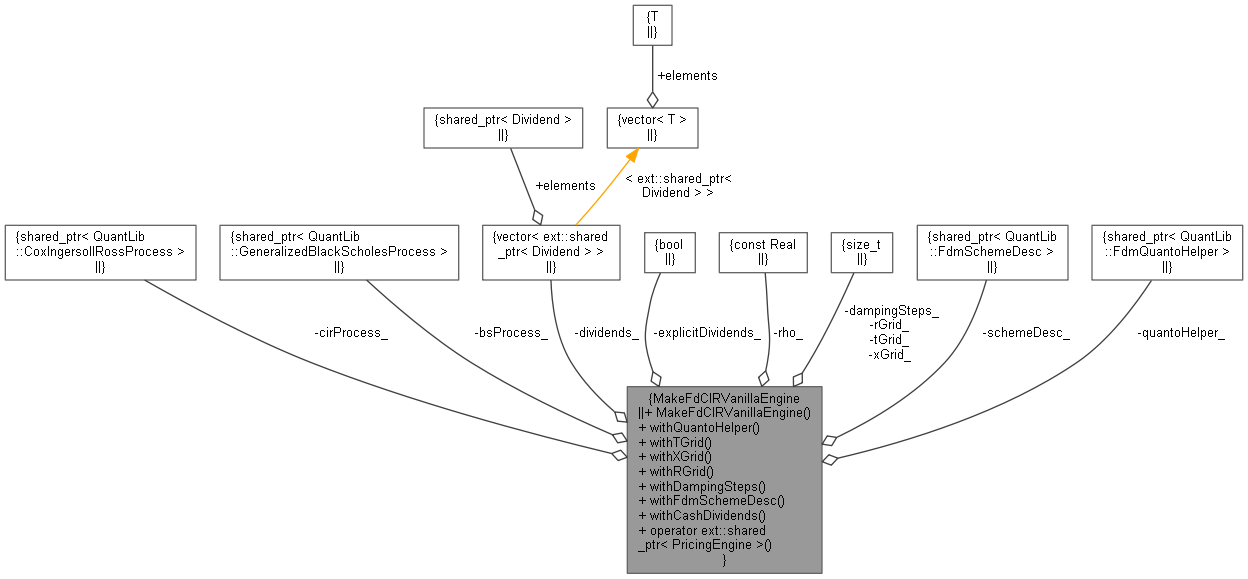 {T
||}
+elements
{shared_ptr< Dividend >
||}
{vector< T >
||}
+elements
< ext::shared_ptr<
Dividend > >
{shared_ptr< QuantLib
::CoxIngersollRossProcess >
||}
{shared_ptr< QuantLib
::GeneralizedBlackScholesProcess >
||}
{vector< ext::shared
_ptr< Dividend > >
||}
{bool
||}
{const Real
||}
{size_t
||}
{shared_ptr< QuantLib
::FdmSchemeDesc >
||}
{shared_ptr< QuantLib
::FdmQuantoHelper >
||}
-cirProcess_
-bsProcess_
-dividends_
-explicitDividends_
-rho_
-dampingSteps_
-rGrid_
-tGrid_
-xGrid_
-schemeDesc_
-quantoHelper_
{MakeFdCIRVanillaEngine
||+ MakeFdCIRVanillaEngine()
+ withQuantoHelper()
+ withTGrid()
+ withXGrid()
+ withRGrid()
+ withDampingSteps()
+ withFdmSchemeDesc()
+ withCashDividends()
+ operator ext::shared
_ptr< PricingEngine >()
}